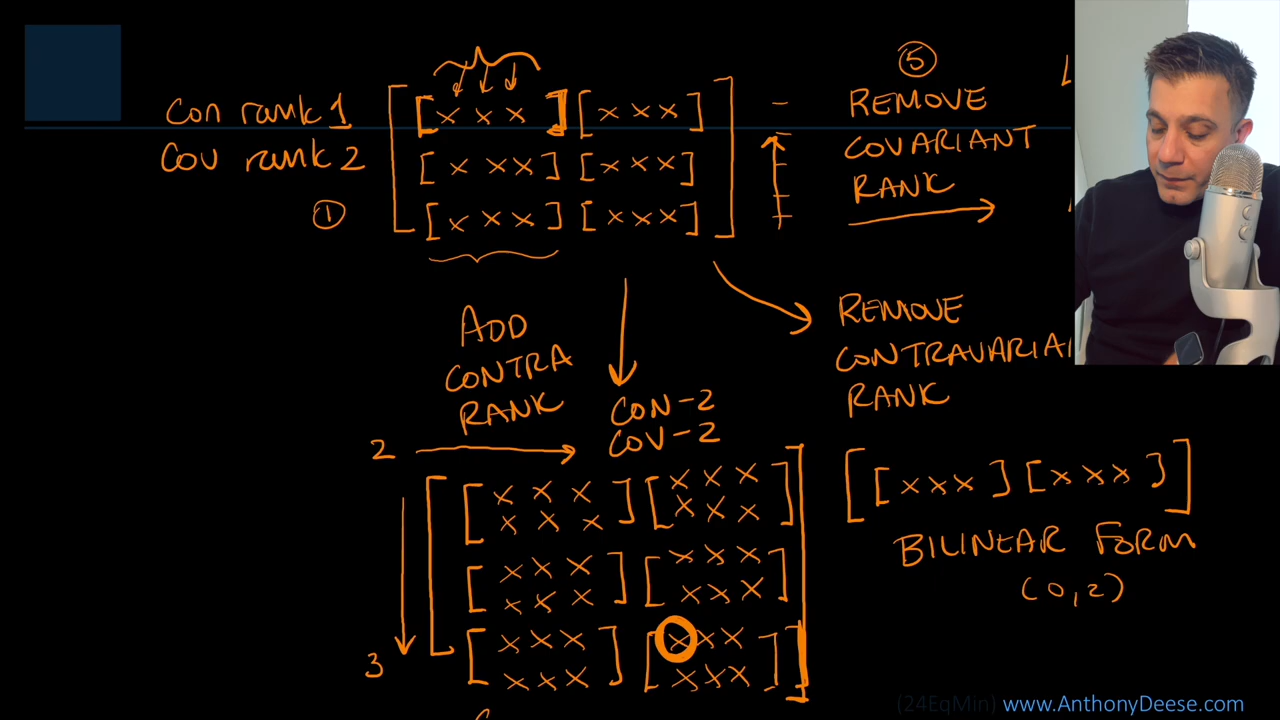 Con rank 1
Cov rank 2
①
[ [ x x x ] [ x x x ]
[ x x x ] [ x x x ]
[ x x x ] [ x x x ] ]
⑤
REMOVE
COVARIANT
RANK
ADD
CONTRA
RANK
CON-2
COV-2
REMOVE
RANK
2
3
[ [ x x x ] [ x x x ]
x x x x x x
[ x x x ] [ x x x ]
x x x x x x
[ x x x ] [ x x x ]
x x x x x x ]
[ [ x x x ] [ x x x ] ]
BILINEAR FORM
(0,2)
(24EqMin) www.AnthonyDeese.com